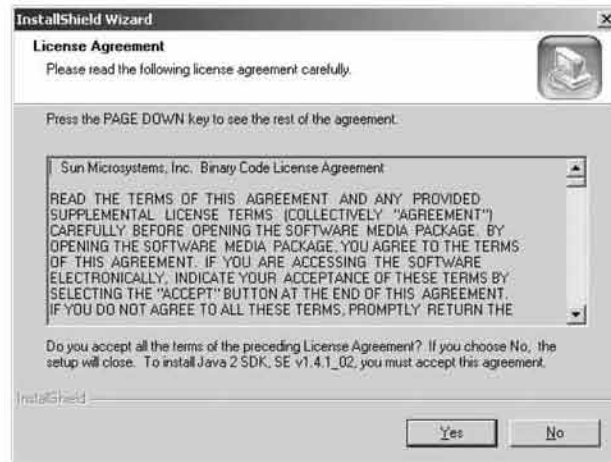 InstallShield Wizard
License Agreement
Please read the following license agreement carefully.
Press the PAGE DOWN key to see the rest of the agreement.
Sun Microsystems, Inc. Binary Code License Agreement
READ THE TERMS OF THIS AGREEMENT AND ANY PROVIDED
SUPPLEMENTAL LICENSE TERMS (COLLECTIVELY "AGREEMENT")
CAREFULLY BEFORE OPENING THE SOFTWARE MEDIA PACKAGE. BY
OPENING THE SOFTWARE MEDIA PACKAGE, YOU AGREE TO THE TERMS
OF THIS AGREEMENT. IF YOU ARE ACCESSING THE SOFTWARE
ELECTRONICALLY, INDICATE YOUR ACCEPTANCE OF THESE TERMS BY
SELECTING THE "ACCEPT" BUTTON AT THE END OF THIS AGREEMENT.
IF YOU DO NOT AGREE TO ALL THESE TERMS, PROMPTLY RETURN THE
Do you accept all the terms of the preceding License Agreement? If you choose No, the
setup will close. To install Java 2 SDK, SE v1.4.1_02, you must accept this agreement.
InstallShield
Yes No